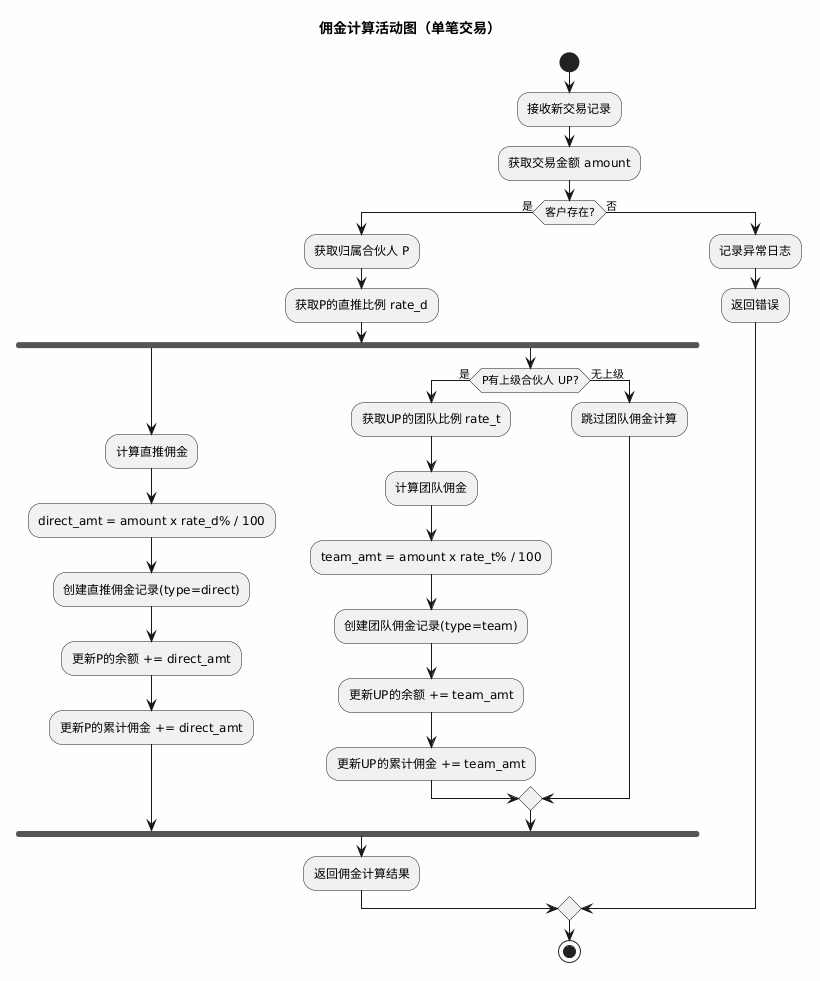 佣金计算活动图（单笔交易）
接收新交易记录
获取交易金额 amount
是
客户存在?
否
获取归属合伙人 P
记录异常日志
获取P的直推比例 rate_d
返回错误
是
P有上级合伙人 UP?
无上级
获取UP的团队比例 rate_t
跳过团队佣金计算
计算直推佣金
计算团队佣金
direct_amt = amount x rate_d% / 100
team_amt = amount x rate_t% / 100
创建直推佣金记录(type=direct)
创建团队佣金记录(type=team)
更新P的余额 += direct_amt
更新UP的余额 += team_amt
更新P的累计佣金 += direct_amt
更新UP的累计佣金 += team_amt
返回佣金计算结果